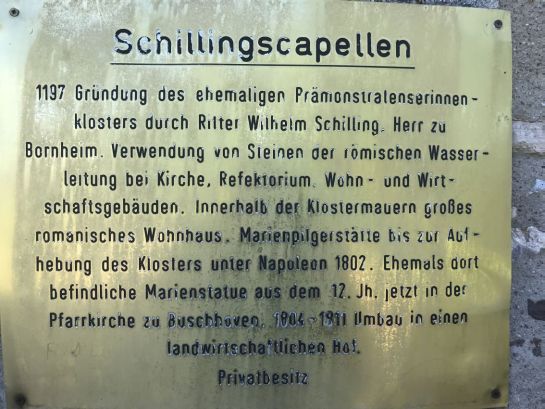 Schillingscapellen
1197 Gründung des ehemaligen Prämonstratenserinnen-
klosters durch Ritter Wilhelm Schilling. Herr zu
Bornheim. Verwendung von Steinen der römischen Wasser-
leitung bei Kirche, Refektorium. Wohn- und Wirt-
schaftsgebäuden. Innerhalb der Klostermauern großes
romanisches Wohnhaus. Marienpilgerstätte bis zur Auf-
hebung des Klosters unter Napoleon 1802. Ehemals dort
befindliche Marienstatue aus dem 12. Jh. jetzt in der
Pfarrkirche zu Buschhoven. 1804-1811 Umbau in einen
landwirtschaftlichen Hof.
Privatbesitz